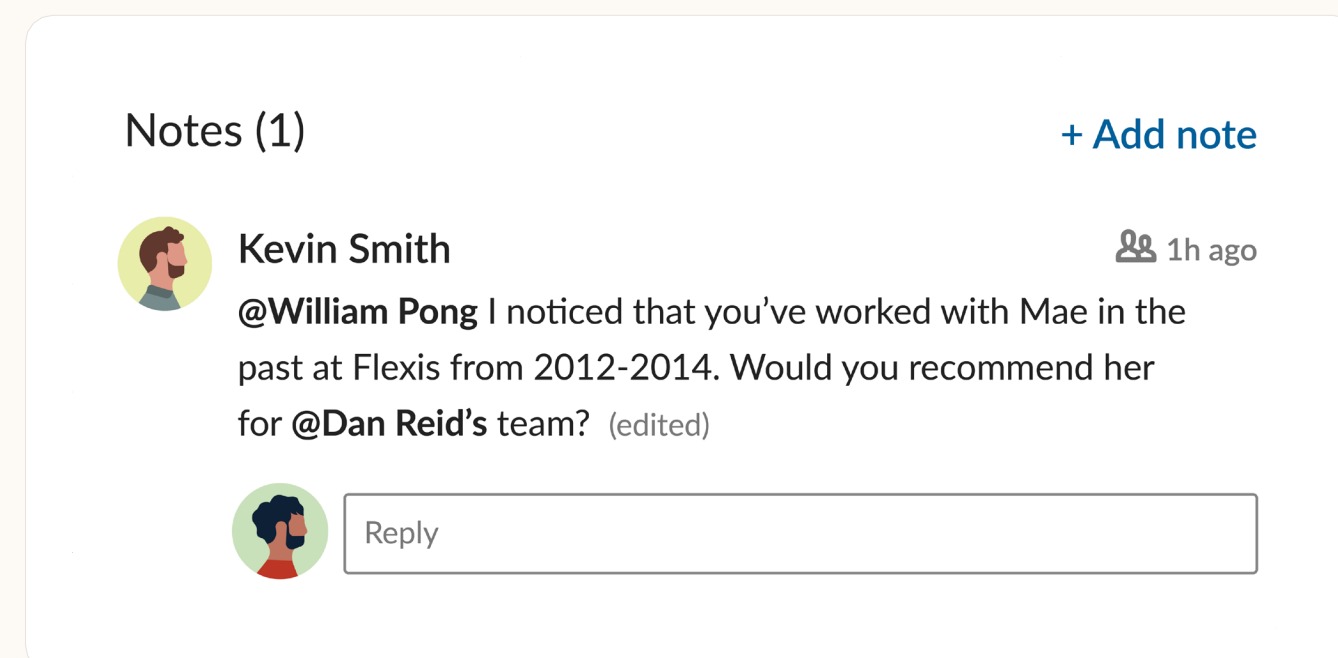 Notes (1)
+ Add note
Kevin Smith
1h ago
@William Pong I noticed that you’ve worked with Mae in the
past at Flexis from 2012-2014. Would you recommend her
for @Dan Reid’s team? (edited)
Reply